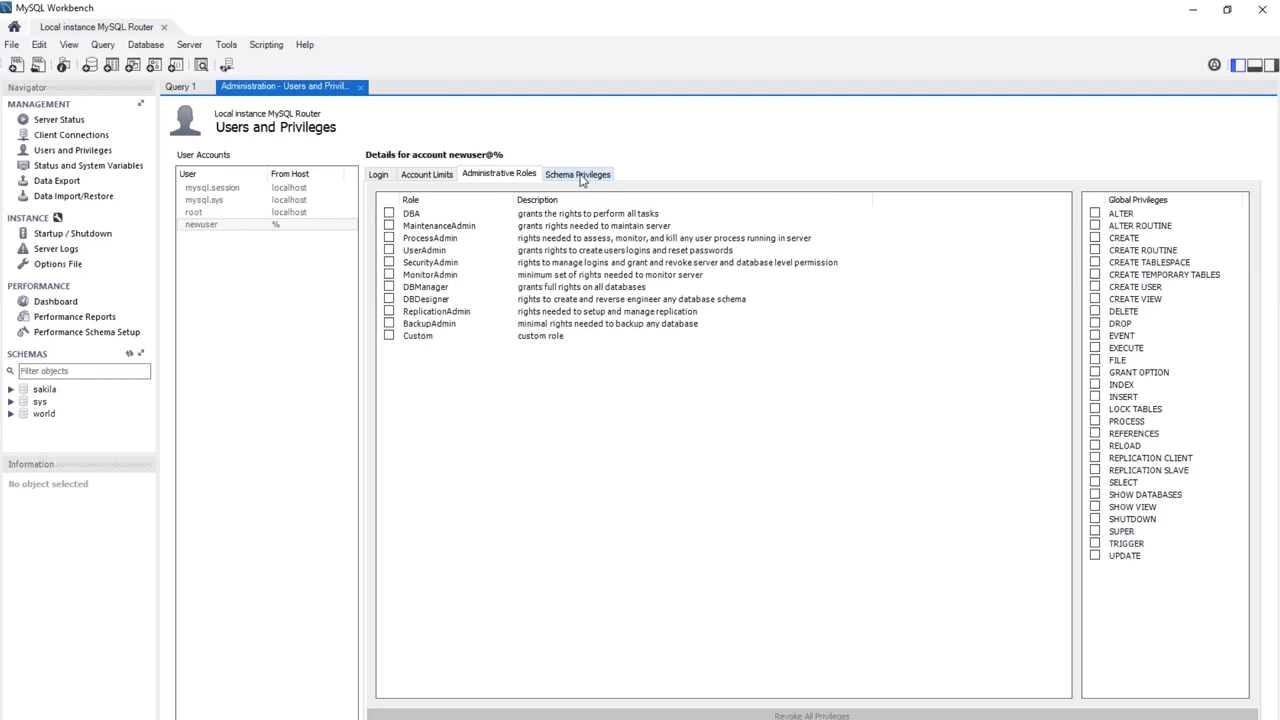 MySQL Workbench
Local instance MySQL Router
File Edit View Query Database Server Tools Scripting Help
Navigator
MANAGEMENT
Server Status
Client Connections
Users and Privileges
Status and System Variables
Data Export
Data Import/Restore
INSTANCE
Startup / Shutdown
Server Logs
Options File
PERFORMANCE
Dashboard
Performance Reports
Performance Schema Setup
SCHEMAS
Filter objects
sakila
sys
world
Information
No object selected
Query 1
Administration - Users and Privil...
Local instance MySQL Router
Users and Privileges
User Accounts
User From Host
mysql.session localhost
mysql.sys localhost
root localhost
newuser %
Details for account newuser@%
Login Account Limits Administrative Roles Schema Privileges
Role Description
DBA grants the rights to perform all tasks
MaintenanceAdmin grants rights needed to maintain server
ProcessAdmin rights needed to assess, monitor, and kill any user process running in server
UserAdmin grants rights to create users logins and reset passwords
SecurityAdmin rights to manage logins and grant and revoke server and database level permission
MonitorAdmin minimum set of rights needed to monitor server
DBManager grants full rights on all databases
DBDesigner rights to create and reverse engineer any database schema
ReplicationAdmin rights needed to setup and manage replication
BackupAdmin minimal rights needed to backup any database
Custom custom role
Global Privileges
ALTER
ALTER ROUTINE
CREATE
CREATE ROUTINE
CREATE TABLESPACE
CREATE TEMPORARY TABLES
CREATE USER
CREATE VIEW
DELETE
DROP
EVENT
EXECUTE
FILE
GRANT OPTION
INDEX
INSERT
LOCK TABLES
PROCESS
REFERENCES
RELOAD
REPLICATION CLIENT
REPLICATION SLAVE
SELECT
SHOW DATABASES
SHOW VIEW
SHUTDOWN
SUPER
TRIGGER
UPDATE
Revoke All Privileges